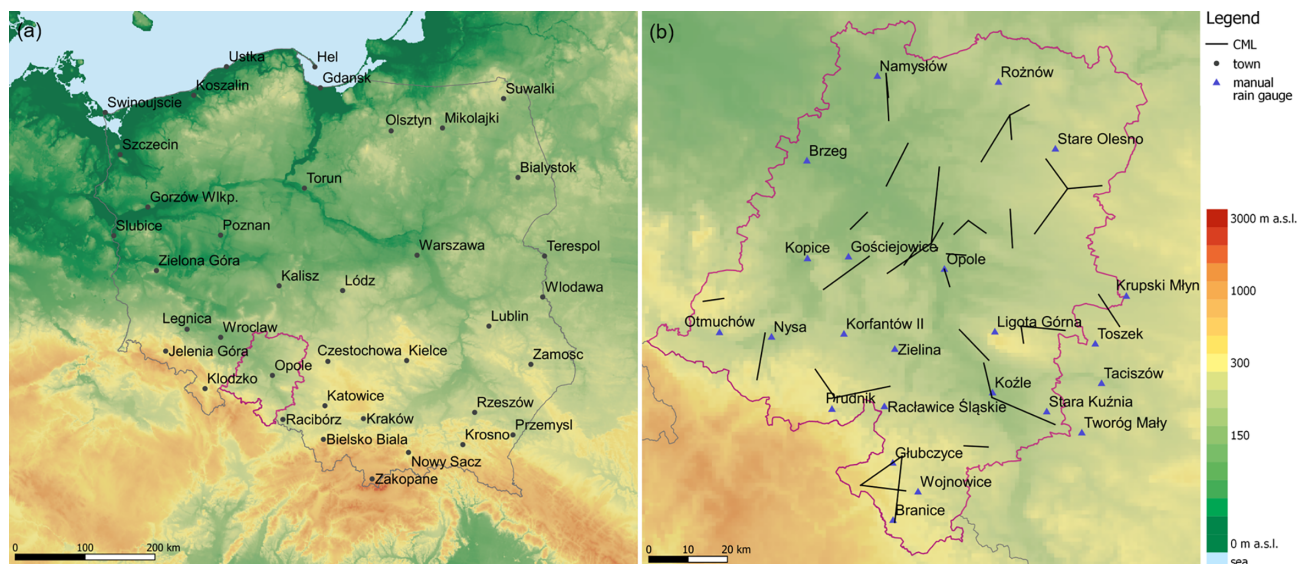 (a)
Ustka
Hel
Gdansk
Koszalin
Swinoujscie
Suwalki
Olsztyn
Mikolajki
Szczecin
Bialystok
Torun
Gorzów Wlkp.
Slubice
Poznan
Warszawa
Terespol
Zielona Góra
Kalisz
Lódz
Wlodawa
Legnica
Wroclaw
Lublin
Jelenia Góra
Czestochowa
Kielce
Zamosc
Opole
Klodzko
Katowice
Rzeszów
Racibórz
Kraków
Przemysl
Bielsko Biala
Krosno
Nowy Sacz
Zakopane
0 100 200 km
(b)
Namysłów
Rożnów
Stare Olesno
Brzeg
Kopice
Gościejowice
Opole
Krupski Młyn
Otmuchów
Nysa
Korfantów II
Ligota Górna
Toszek
Zielina
Taciszów
Koźle
Prudnik
Racławice Śląskie
Stara Kuźnia
Tworóg Mały
Głubczyce
Wojnowice
Branice
0 10 20 km
Legend
CML
town
manual
rain gauge
3000 m a.s.l.
1000
300
150
0 m a.s.l.
sea